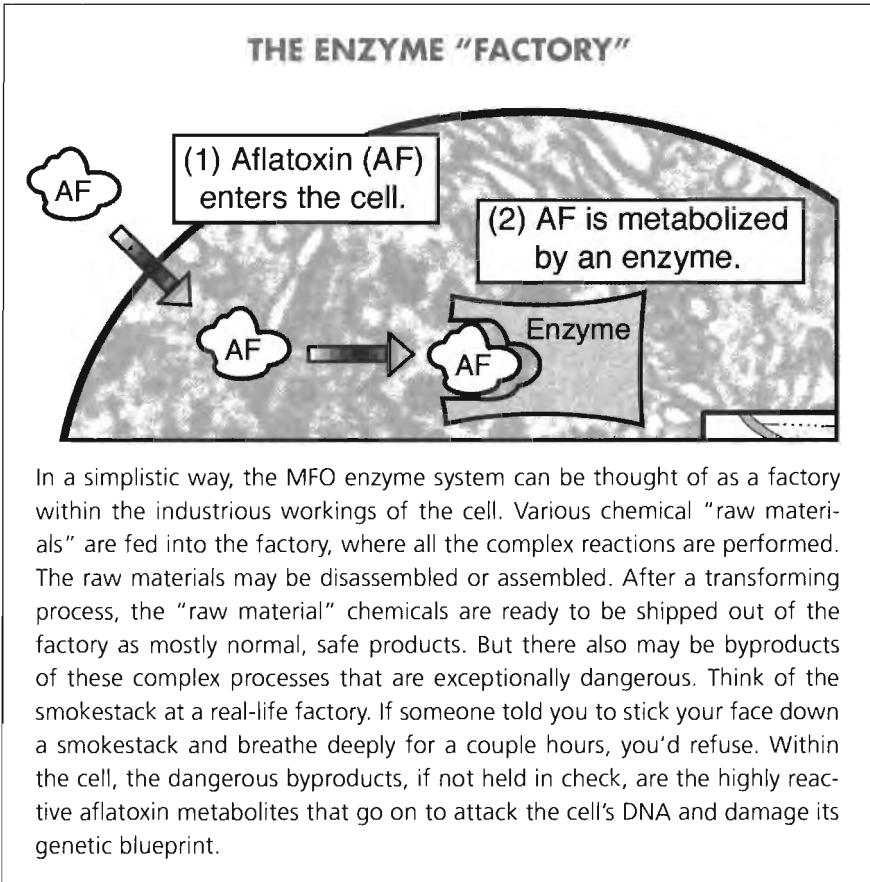 THE ENZYME “FACTORY”
AF
(1) Aflatoxin (AF)
enters the cell.
(2) AF is metabolized
by an enzyme.
AF
AF
Enzyme
In a simplistic way, the MFO enzyme system can be thought of as a factory
within the industrious workings of the cell. Various chemical “raw materi-
als” are fed into the factory, where all the complex reactions are performed.
The raw materials may be disassembled or assembled. After a transforming
process, the “raw material” chemicals are ready to be shipped out of the
factory as mostly normal, safe products. But there also may be byproducts
of these complex processes that are exceptionally dangerous. Think of the
smokestack at a real-life factory. If someone told you to stick your face down
a smokestack and breathe deeply for a couple hours, you’d refuse. Within
the cell, the dangerous byproducts, if not held in check, are the highly reac-
tive aflatoxin metabolites that go on to attack the cell’s DNA and damage its
genetic blueprint.